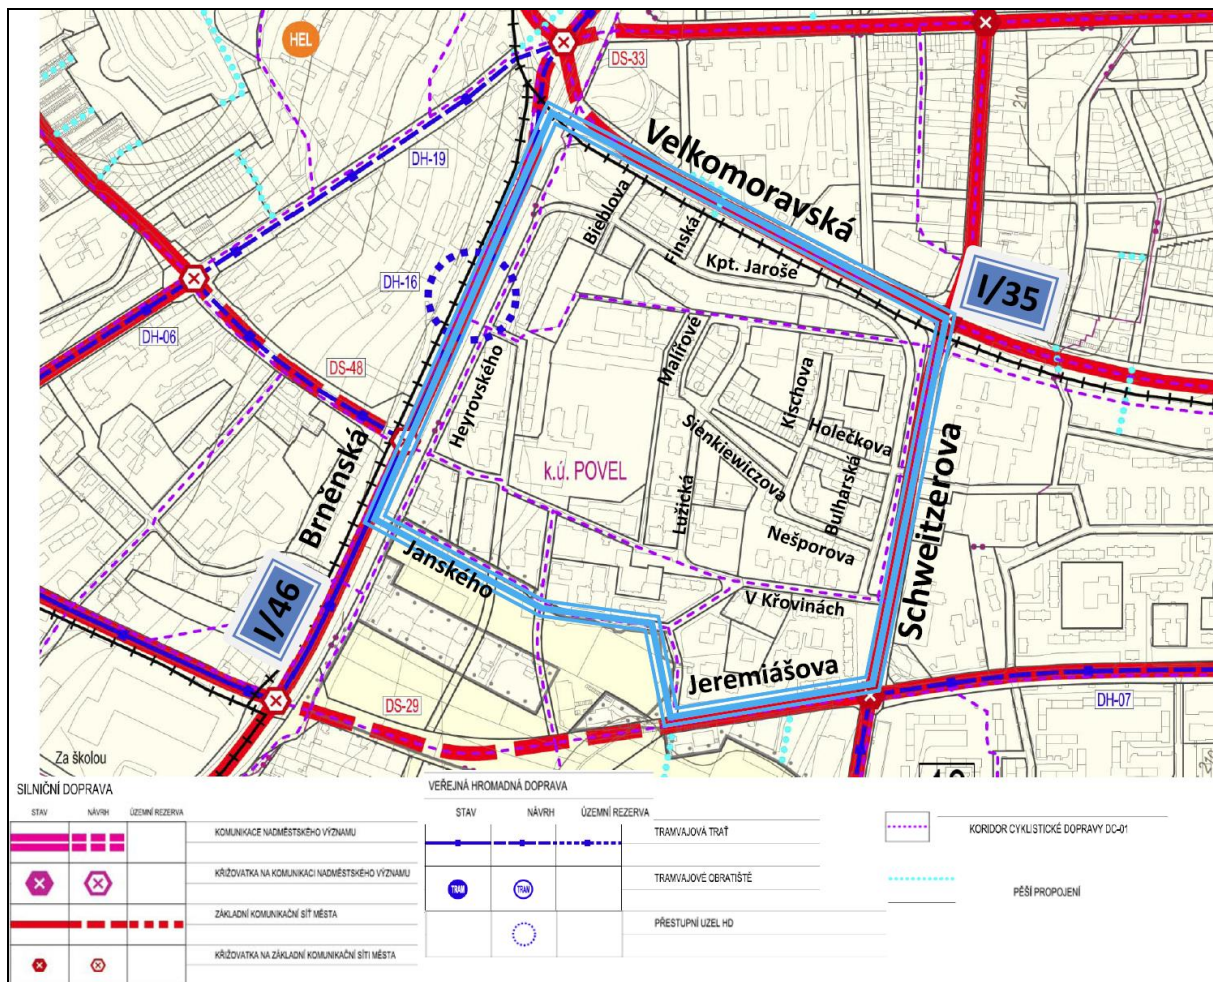 HEL
DS-33
210
DH-19
Velkomoravská
Bieblova
Finská
Kpt. Jaroše
I/35
DH-16
DH-06
DS-48
Heyrovského
Malířové
Kischova
Holečkova
Sienkiewiczova
Bulharská
Lužická
Nešporova
k.ú. POVEL
Brněnská
Janského
I/46
Schweitzerova
V Křovinách
Jeremiášova
DS-29
DH-07
Za školou
210
SILNIČNÍ DOPRAVA
STAV NÁVRH ÚZEMNÍ REZERVA
KOMUNIKACE NADMĚSTSKÉHO VÝZNAMU
KŘIŽOVATKA NA KOMUNIKACI NADMĚSTSKÉHO VÝZNAMU
ZÁKLADNÍ KOMUNIKAČNÍ SÍŤ MĚSTA
KŘIŽOVATKA NA ZÁKLADNÍ KOMUNIKAČNÍ SÍTI MĚSTA
VEŘEJNÁ HROMADNÁ DOPRAVA
STAV NÁVRH ÚZEMNÍ REZERVA
TRAMVAJOVÁ TRAŤ
TRAM TRAM TRAMVAJOVÉ OBRATIŠTĚ
PŘESTUPNÍ UZEL HD
KORIDOR CYKLISTICKÉ DOPRAVY DC-01
PĚŠÍ PROPOJENÍ